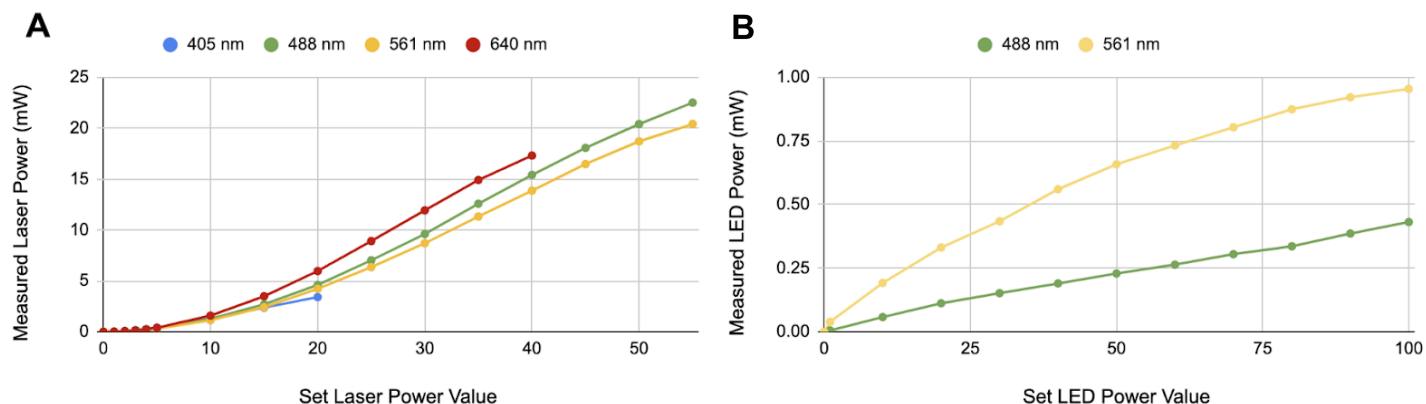 A
405 nm 488 nm 561 nm 640 nm
Measured Laser Power (mW)
25
20
15
10
5
0
0 10 20 30 40 50
Set Laser Power Value
B
488 nm 561 nm
Measured LED Power (mW)
1.00
0.75
0.50
0.25
0.00
0 25 50 75 100
Set LED Power Value